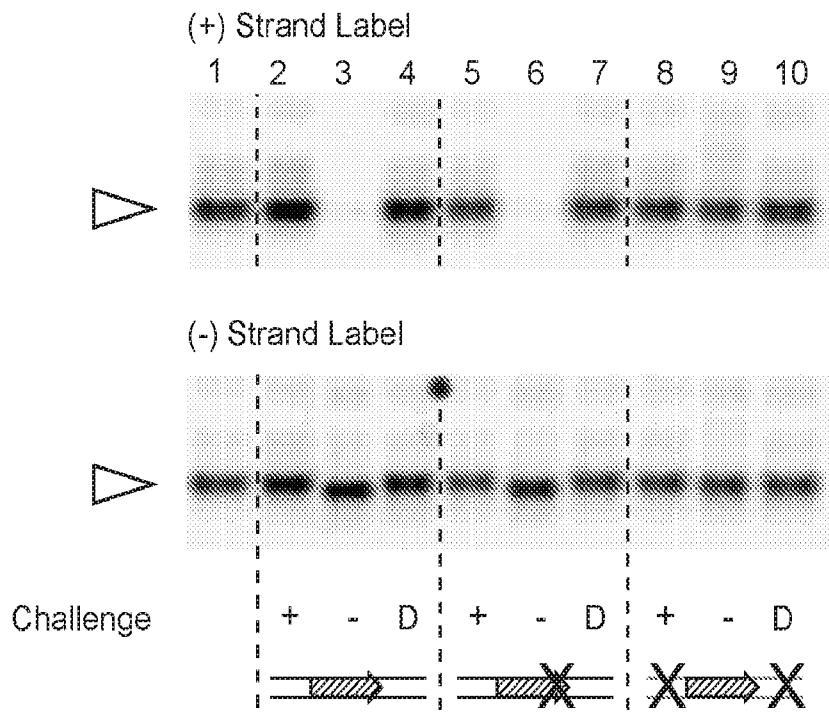 (+) Strand Label
1 2 3 4 5 6 7 8 9 10
(-) Strand Label
Challenge + - D + - D + - D